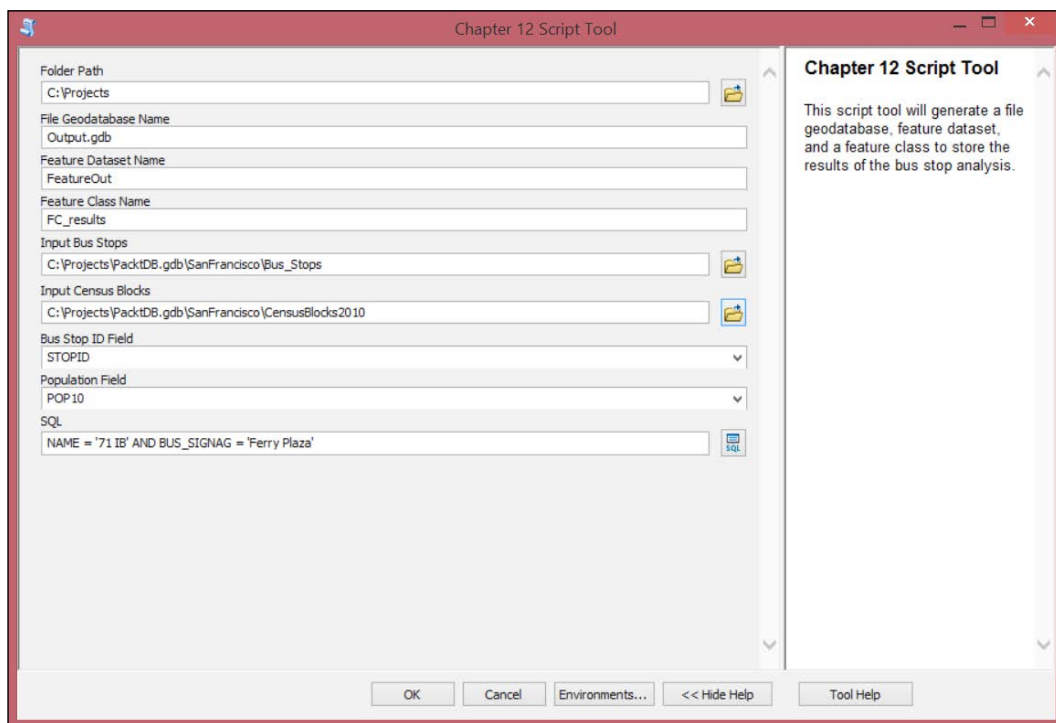 Chapter 12 Script Tool
Folder Path
C:\Projects
File Geodatabase Name
Output.gdb
Feature Dataset Name
FeatureOut
Feature Class Name
FC_results
Input Bus Stops
C:\Projects\PacktDB.gdb\SanFrancisco\Bus_Stops
Input Census Blocks
C:\Projects\PacktDB.gdb\SanFrancisco\CensusBlocks2010
Bus Stop ID Field
STOPID
Population Field
POP10
SQL
NAME = '71 IB' AND BUS_SIGNAG = 'Ferry Plaza'
SQL
Chapter 12 Script Tool
This script tool will generate a file
geodatabase, feature dataset,
and a feature class to store the
results of the bus stop analysis.
OK Cancel Environments... << Hide Help Tool Help